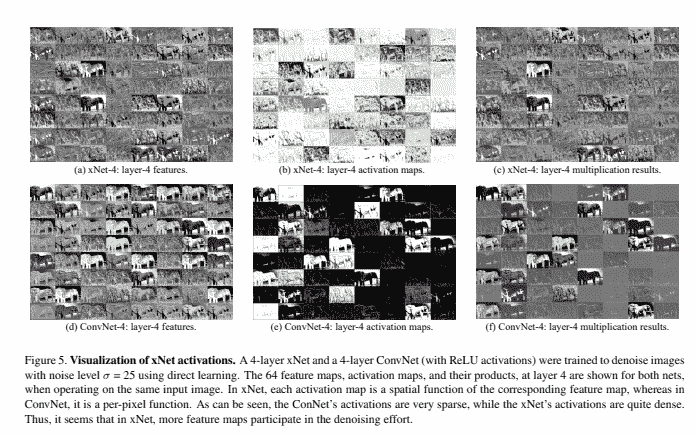 (a) xNet-4: layer-4 features.
(b) xNet-4: layer-4 activation maps.
(c) xNet-4: layer-4 multiplication results.
(d) ConvNet-4: layer-4 features.
(e) ConvNet-4: layer-4 activation maps.
(f) ConvNet-4: layer-4 multiplication results.
Figure 5. Visualization of xNet activations. A 4-layer xNet and a 4-layer ConvNet (with ReLU activations) were trained to denoise images
with noise level σ = 25 using direct learning. The 64 feature maps, activation maps, and their products, at layer 4 are shown for both nets,
when operating on the same input image. In xNet, each activation map is a spatial function of the corresponding feature map, whereas in
ConvNet, it is a per-pixel function. As can be seen, the ConNet's activations are very sparse, while the xNet's activations are quite dense.
Thus, it seems that in xNet, more feature maps participate in the denoising effort.